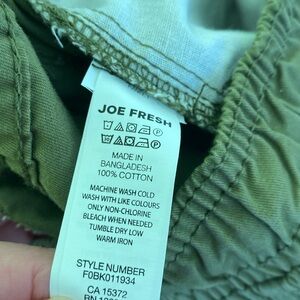 JOE FRESH
MADE IN
BANGLADESH
100% COTTON
MACHINE WASH COLD
WASH WITH LIKE COLOURS
ONLY NON-CHLORINE
BLEACH WHEN NEEDED
TUMBLE DRY LOW
WARM IRON
STYLE NUMBER
F0BK011934
CA 15372
RN